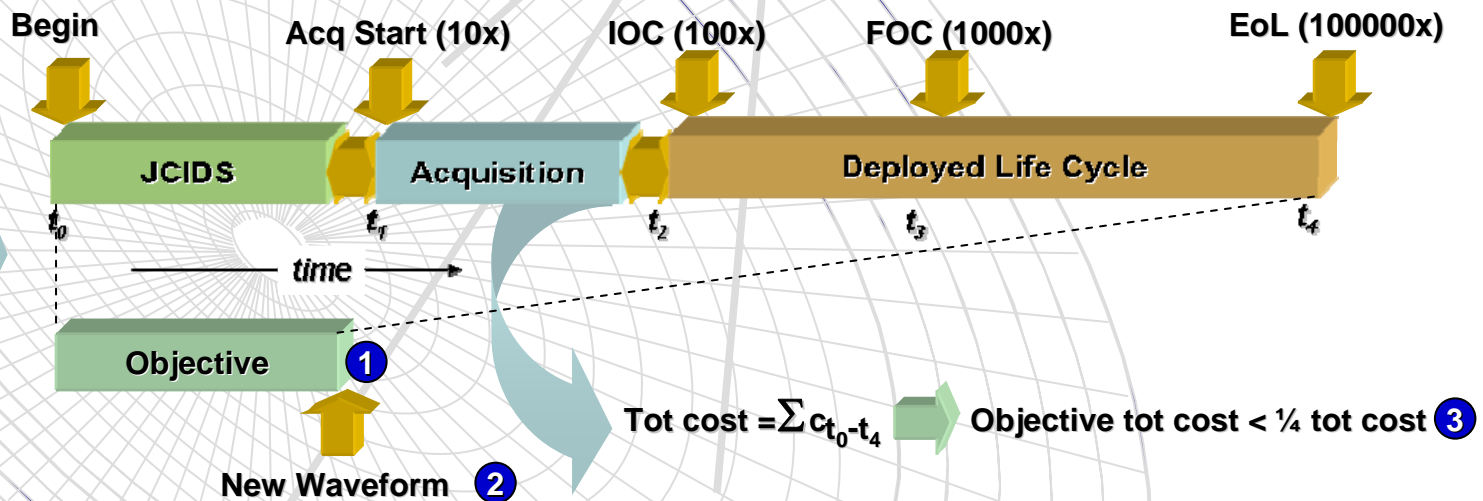 Begin
Acq Start (10x)
IOC (100x)
FOC (1000x)
EoL (100000x)
JCIDS
Acquisition
Deployed Life Cycle
t0
t1
t2
t3
t4
time
Objective
1
Tot cost =Σct0-t4
Objective tot cost < ¼ tot cost
3
New Waveform
2